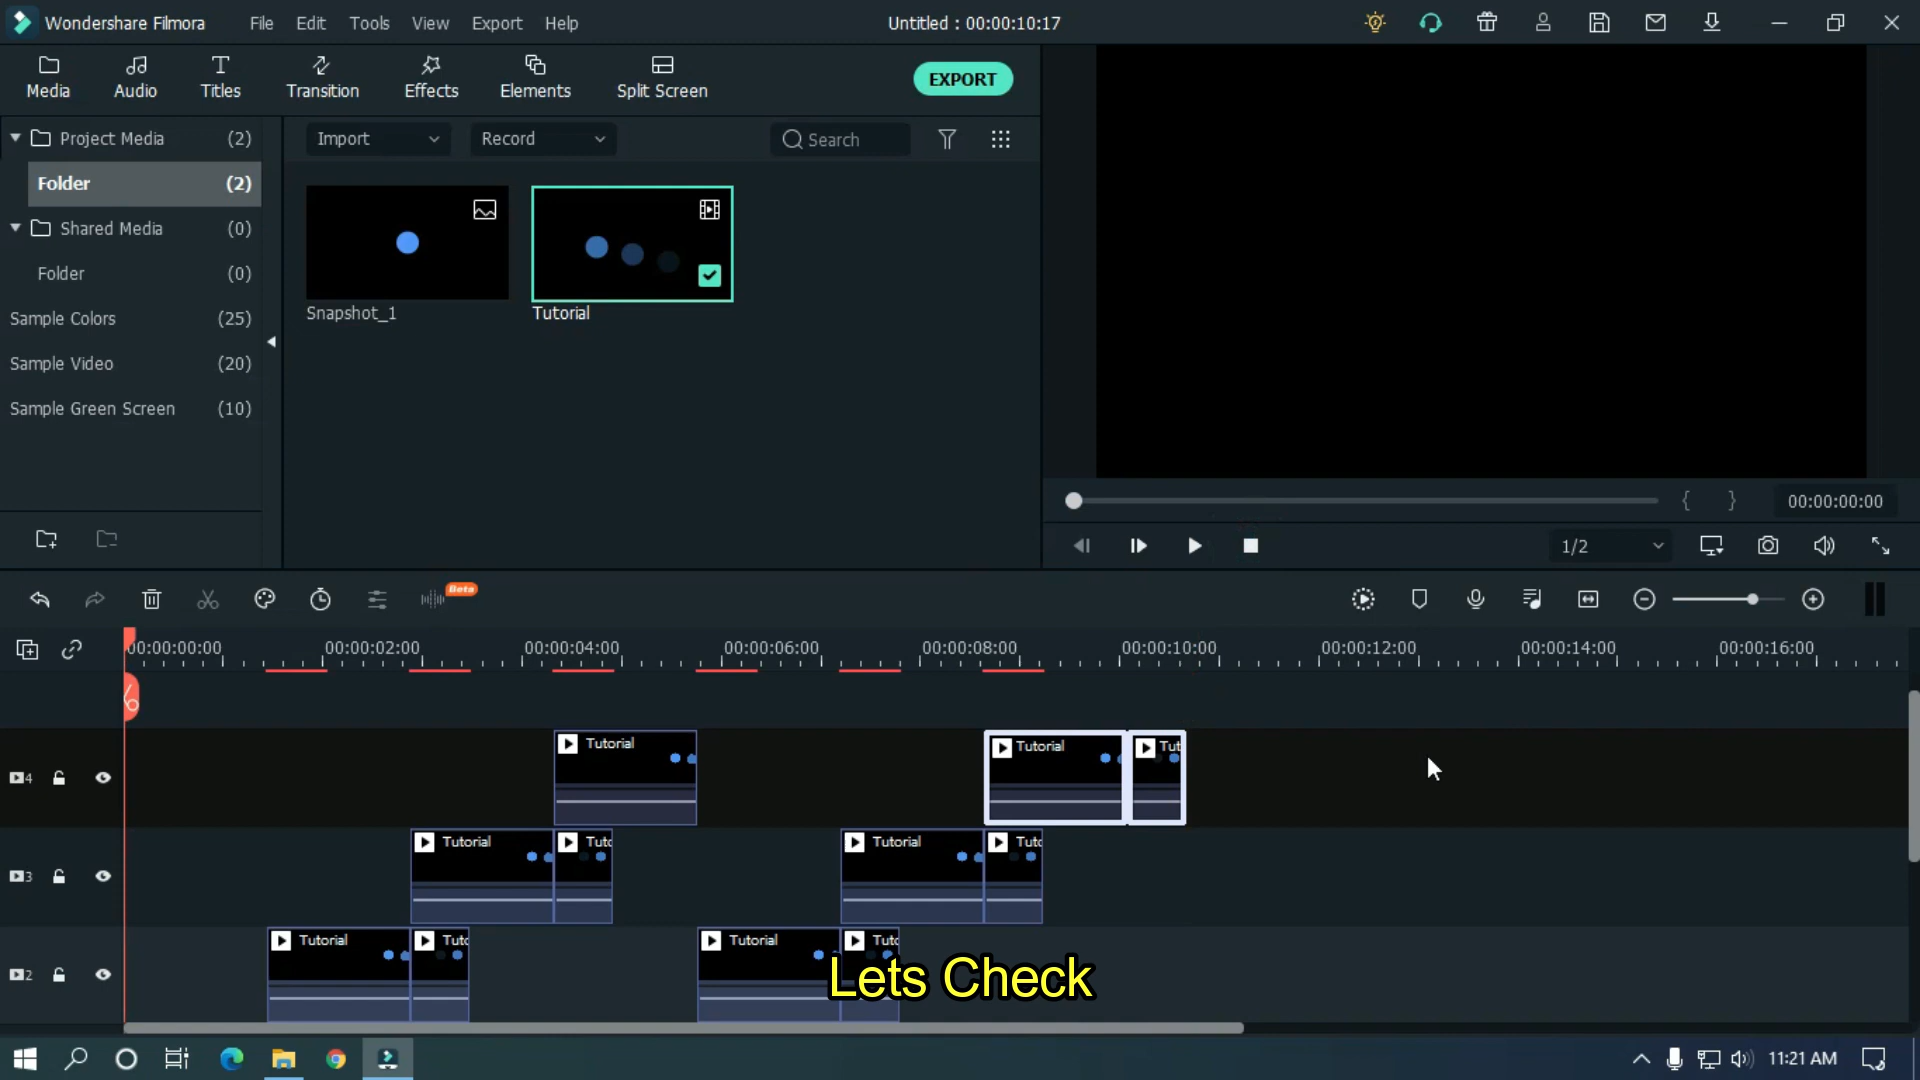 Wondershare Filmora File Edit Tools View Export Help Untitled : 00:00:10:17
Media Audio Titles Transition Effects Elements Split Screen EXPORT
Project Media (2)
Folder (2)
Shared Media (0)
Folder (0)
Sample Colors (25)
Sample Video (20)
Sample Green Screen (10)
Import Record Search
Snapshot_1 Tutorial
00:00:00:00
1/2
Beta
00:00:00:00 00:00:02:00 00:00:04:00 00:00:06:00 00:00:08:00 00:00:10:00 00:00:12:00 00:00:14:00 00:00:16:00
4 Tutorial Tutorial Tut
3 Tutorial Tuto Tutorial Tuto
2 Tutorial Tuto Tutorial Tuto
Lets Check
11:21 AM